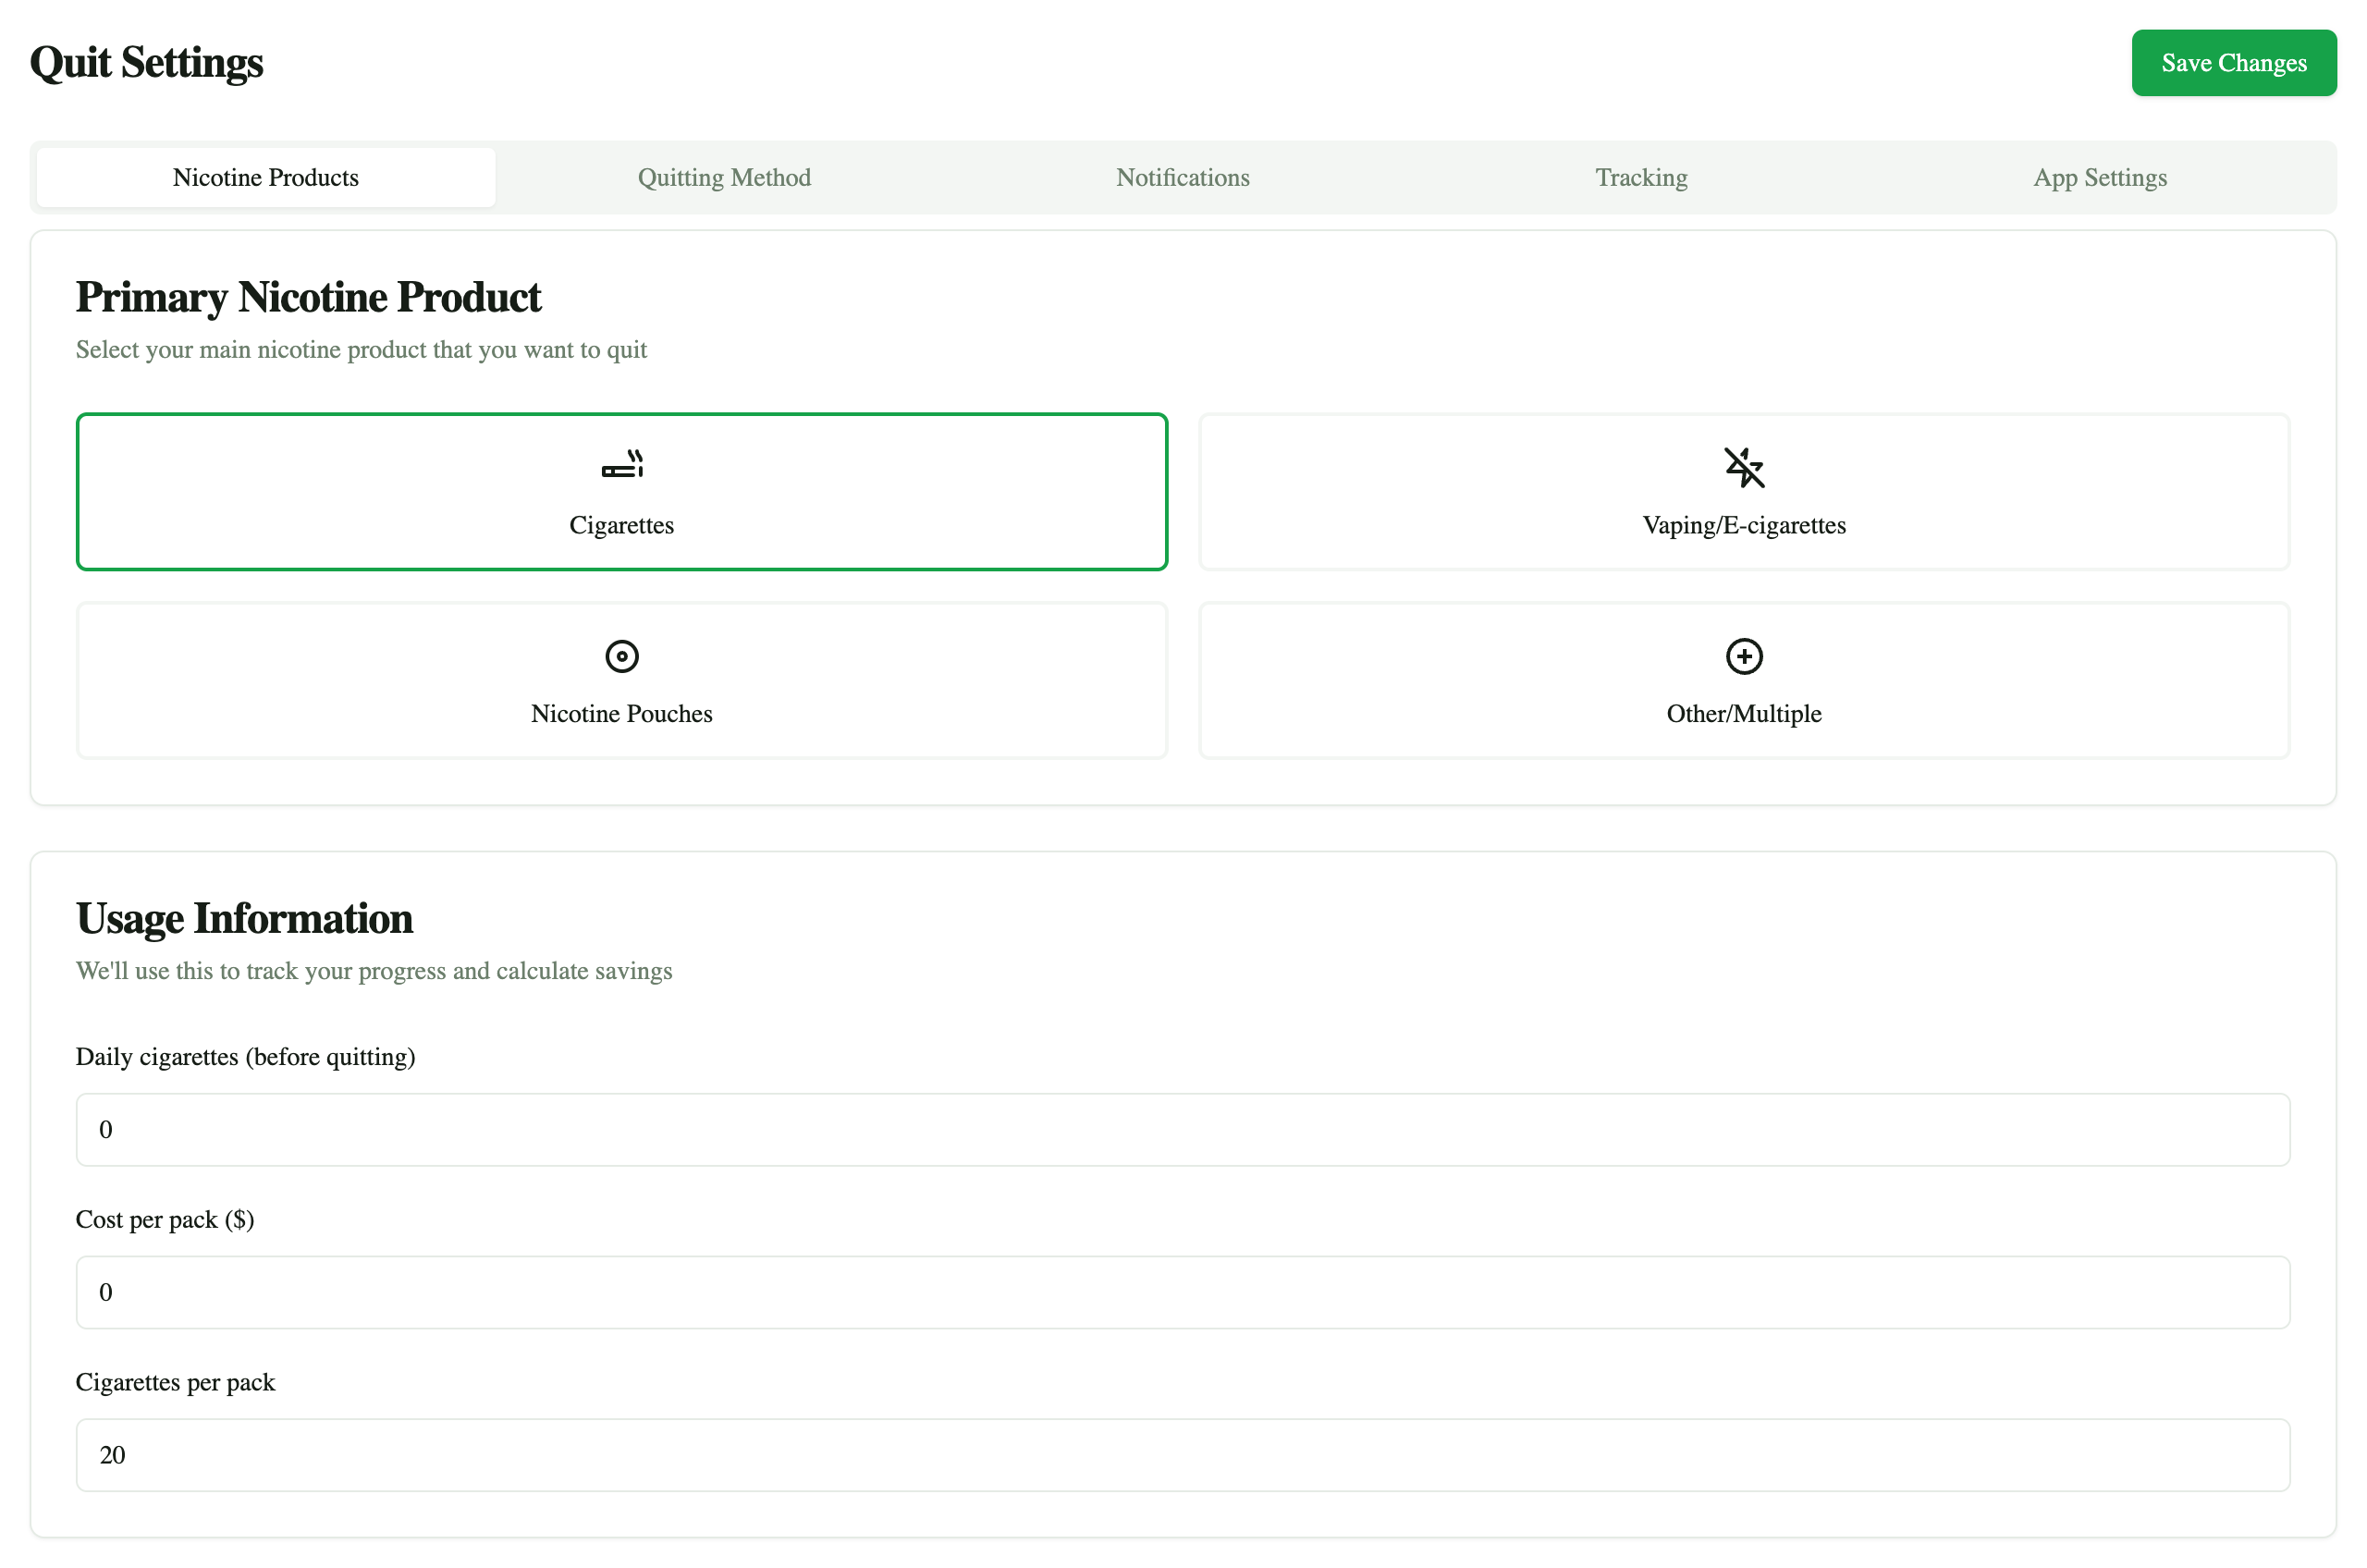 Quit Settings
Save Changes
Nicotine Products
Quitting Method
Notifications
Tracking
App Settings
Primary Nicotine Product
Select your main nicotine product that you want to quit
Cigarettes
Vaping/E-cigarettes
Nicotine Pouches
Other/Multiple
Usage Information
We'll use this to track your progress and calculate savings
Daily cigarettes (before quitting)
0
Cost per pack ($)
0
Cigarettes per pack
20